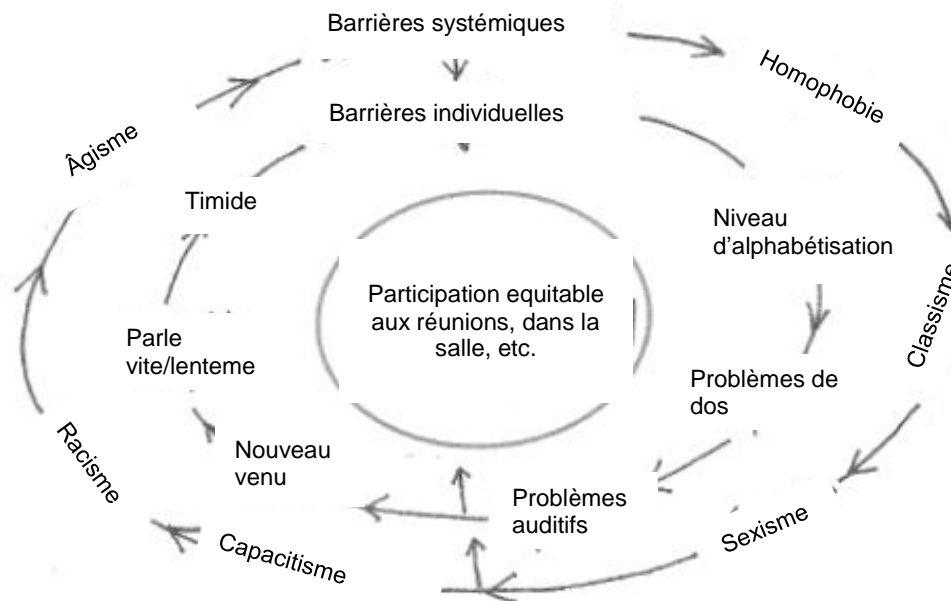 Barrières systémiques
Homophobie
Barrières individuelles
Âgisme
Timide
Niveau
d’alphabétisation
Classisme
Participation equitable
aux réunions, dans la
salle, etc.
Parle
vite/lenteme
Problèmes de
dos
Racisme
Nouveau
venu
Problèmes
auditifs
Sexisme
Capacitisme